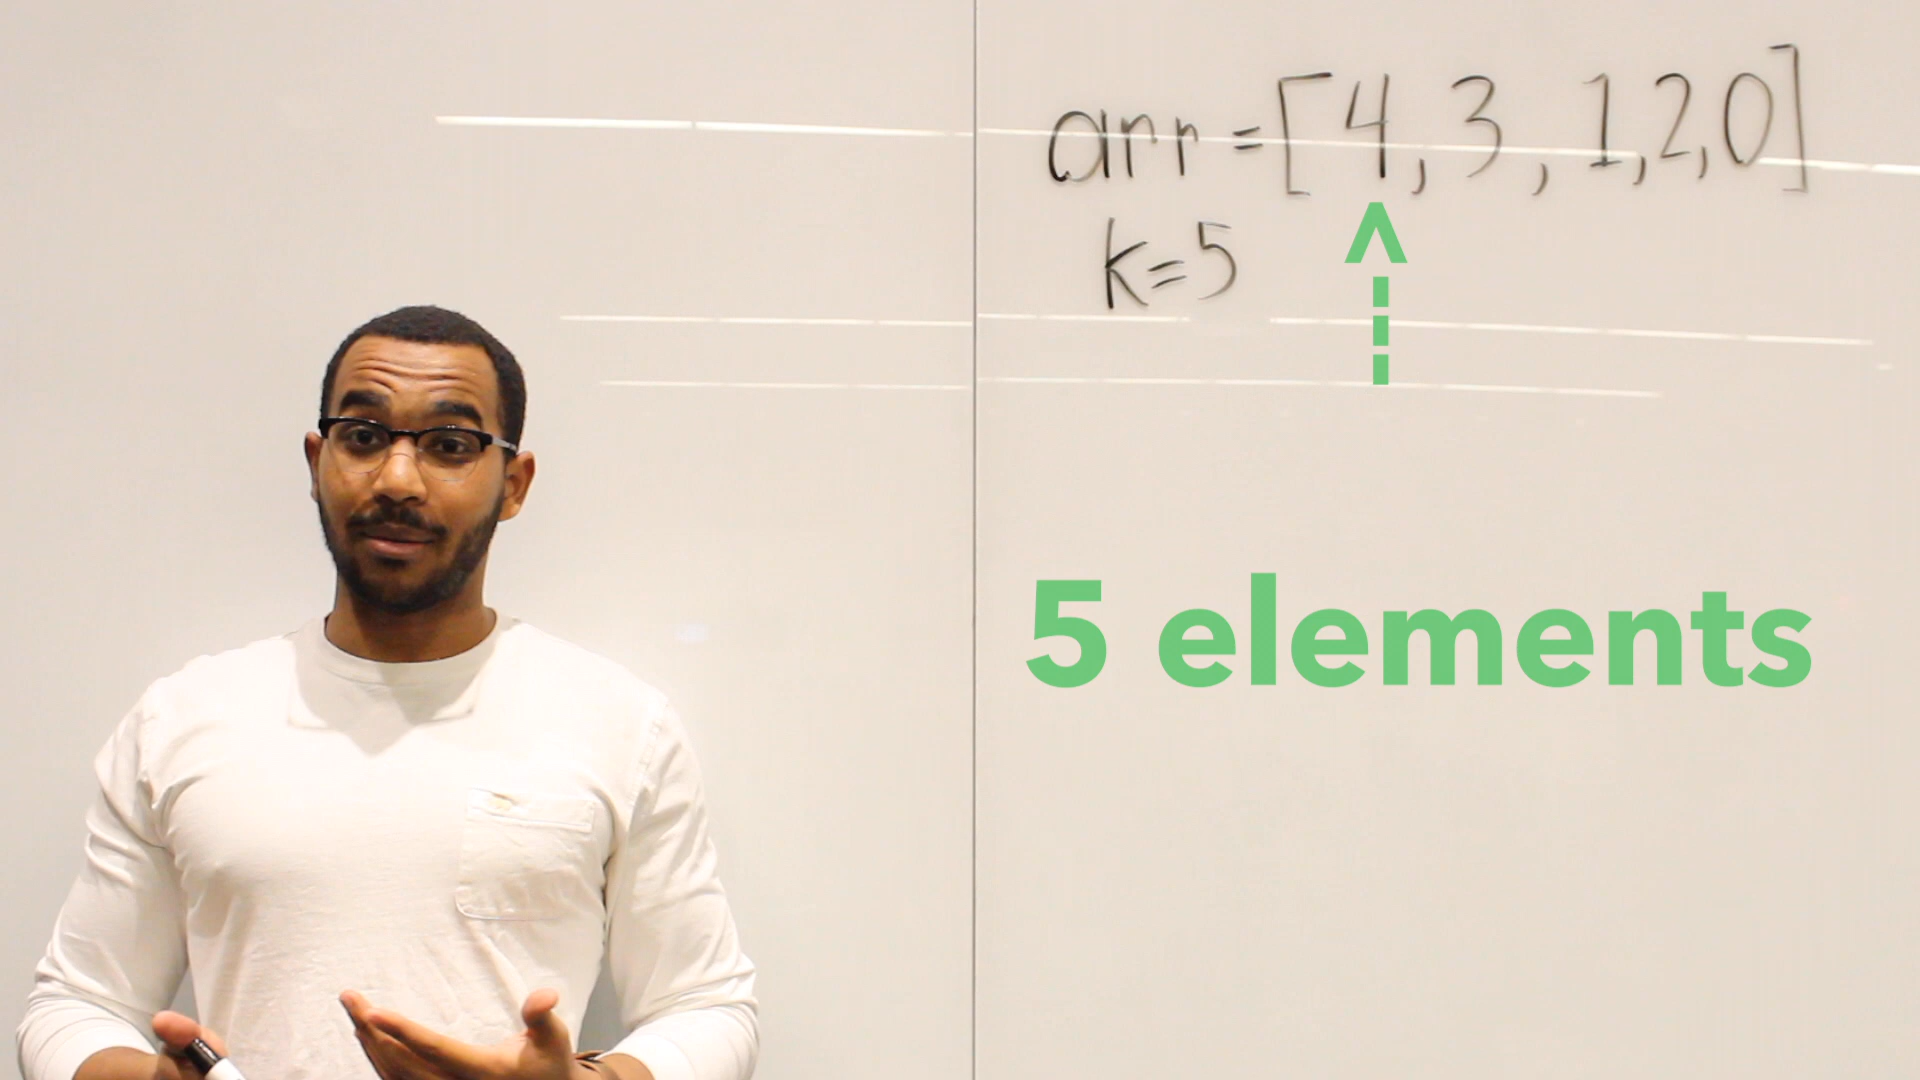 arr = [4, 3, 1, 2, 0]
k=5
5 elements